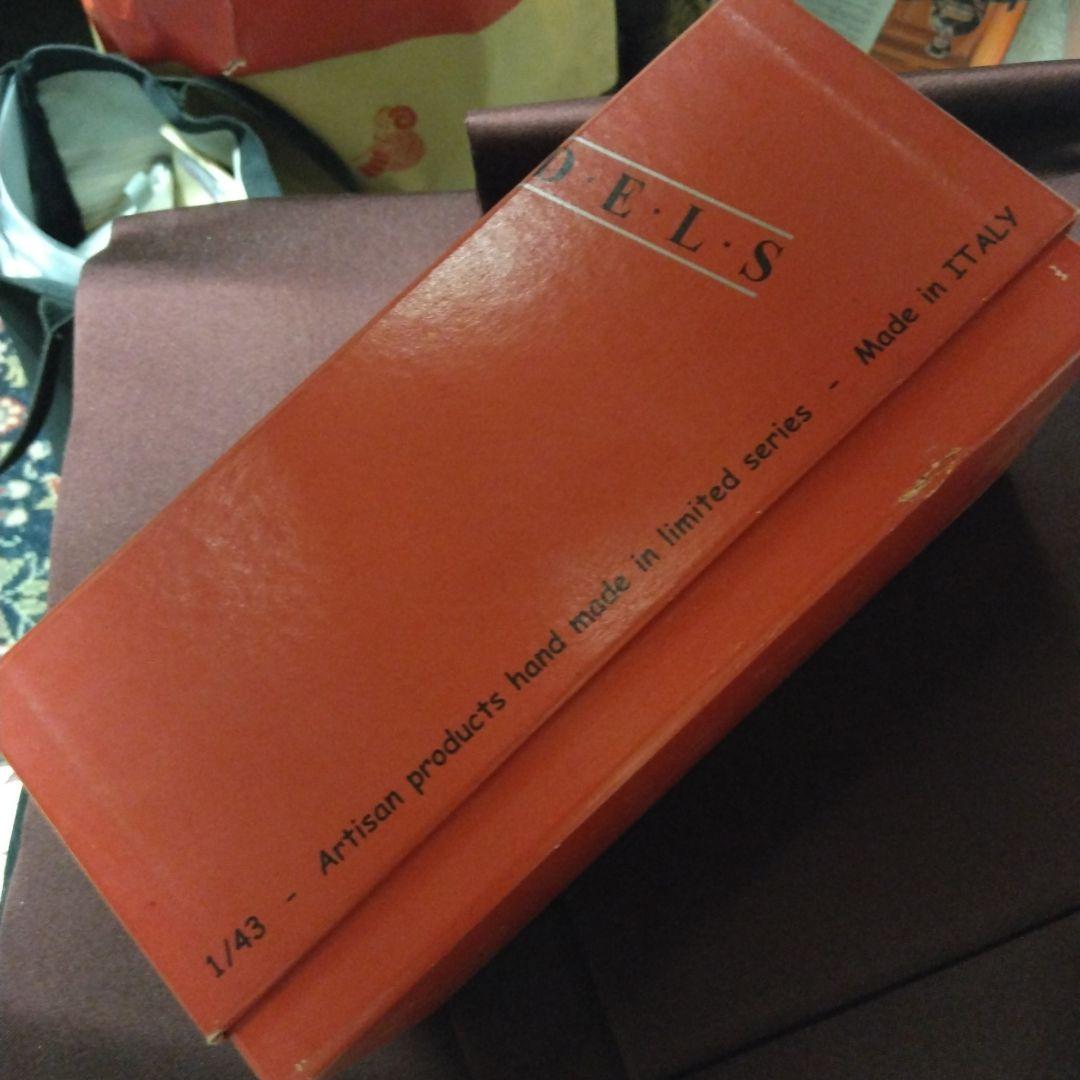 D·E·L·S
1/43 - Artisan products hand made in limited series - Made in ITALY